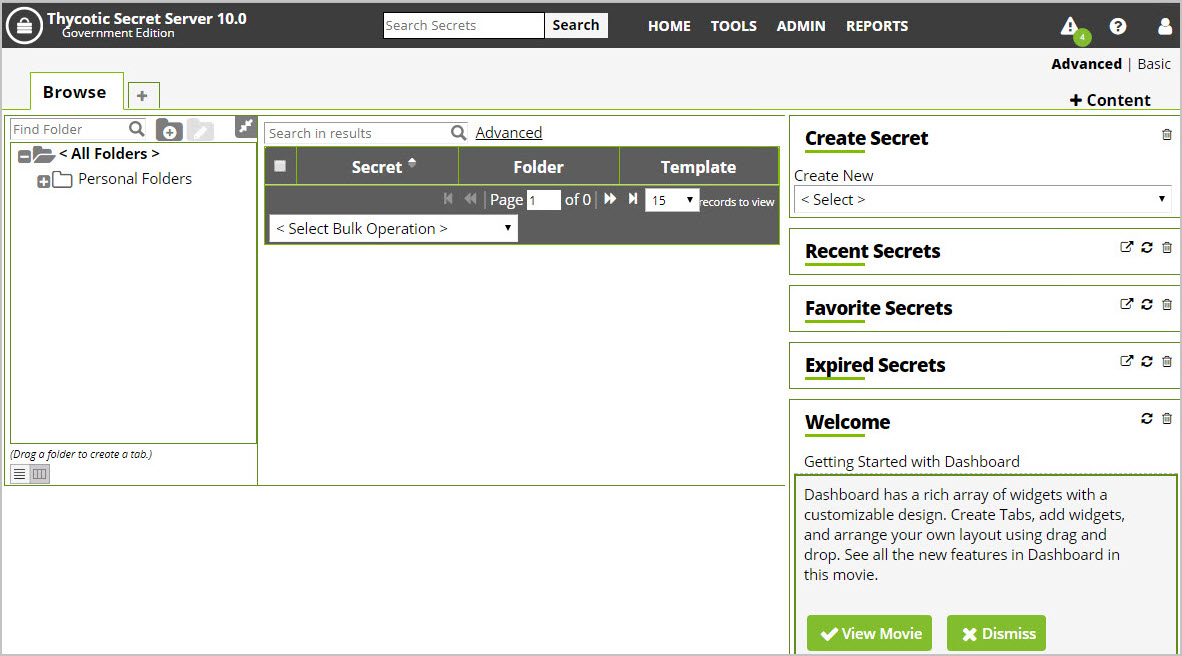 Thycotic Secret Server 10.0
Government Edition
Search Secrets
Search
HOME
TOOLS
ADMIN
REPORTS
4
Advanced | Basic
Browse
+
+ Content
Find Folder
< All Folders >
Personal Folders
(Drag a folder to create a tab.)
Search in results
Advanced
Secret
Folder
Template
Page 1 of 0
15
records to view
< Select Bulk Operation >
Create Secret
Create New
< Select >
Recent Secrets
Favorite Secrets
Expired Secrets
Welcome
Getting Started with Dashboard
Dashboard has a rich array of widgets with a
customizable design. Create Tabs, add widgets,
and arrange your own layout using drag and
drop. See all the new features in Dashboard in
this movie.
View Movie
Dismiss